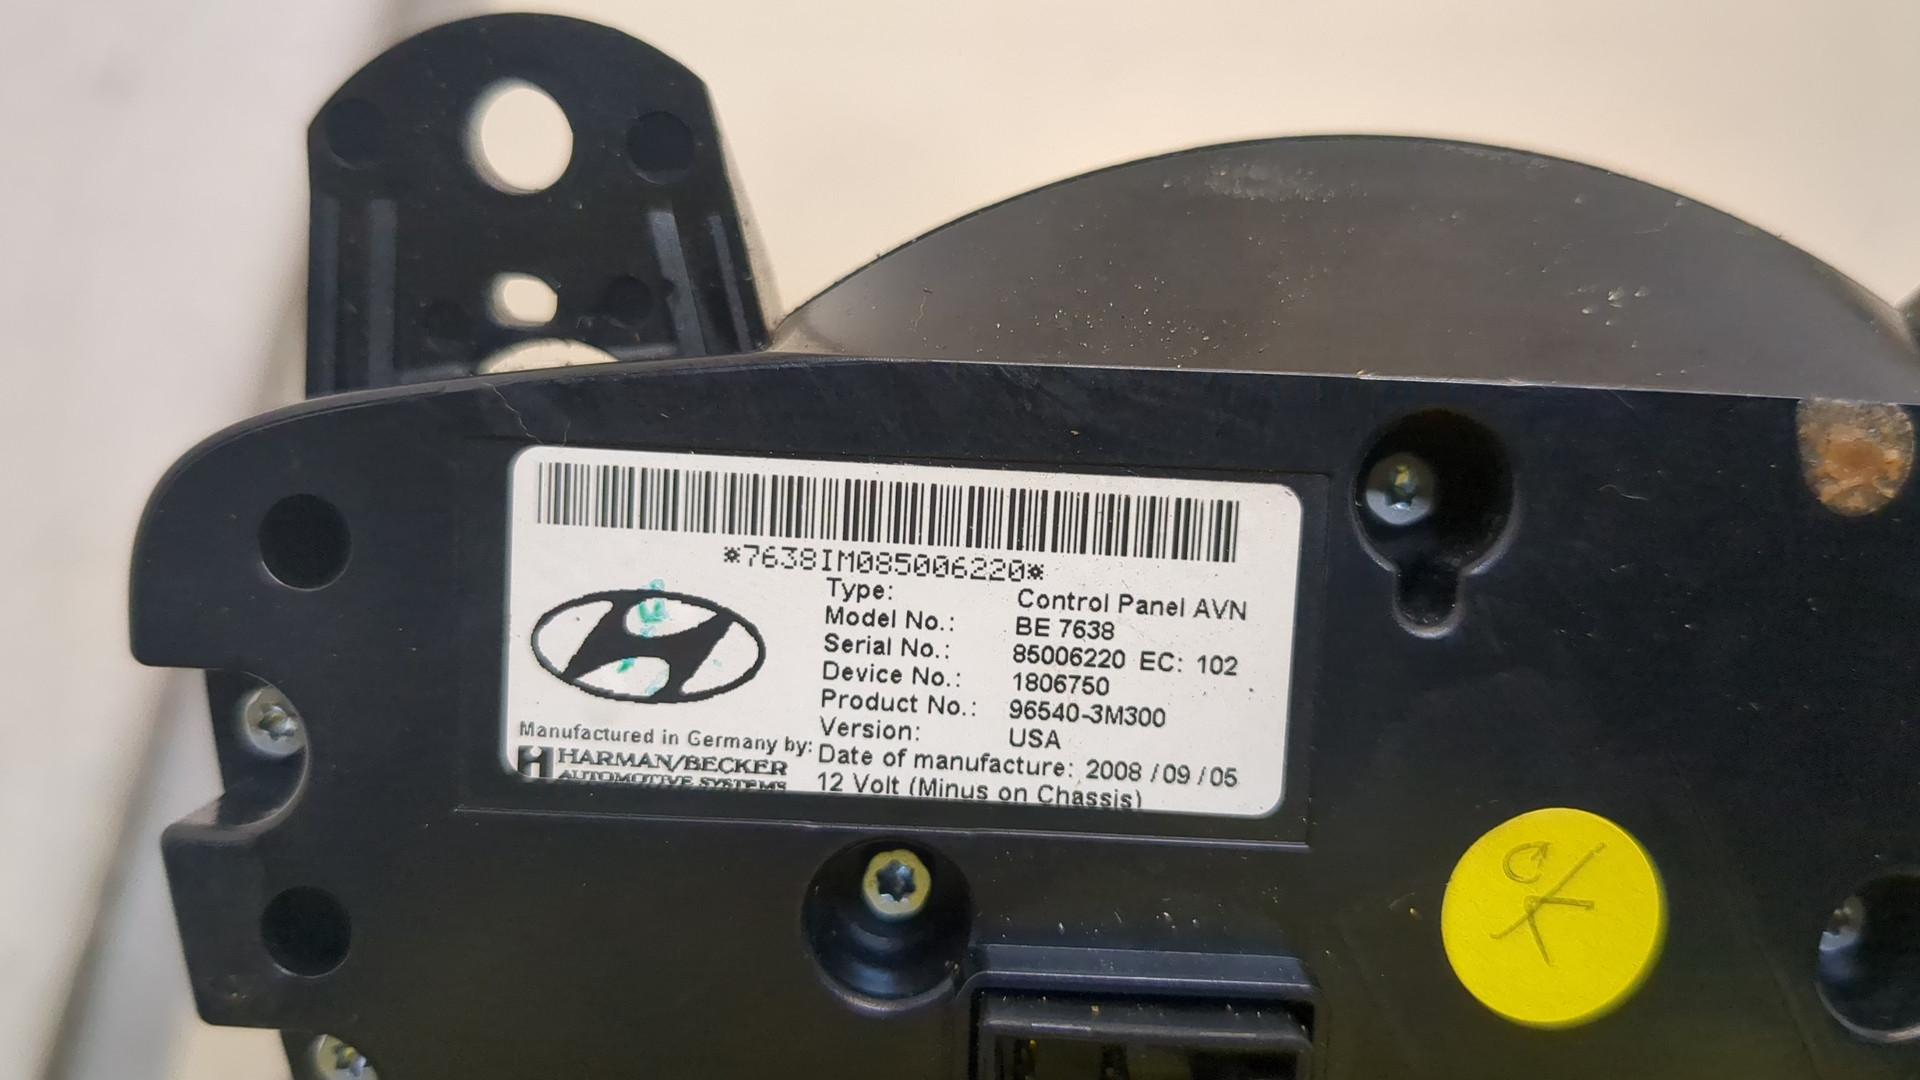 *7638IM085006220*
Type: Control Panel AVN
Model No.: BE 7638
Serial No.: 85006220 EC: 102
Device No.: 1806750
Product No.: 96540-3M300
Version: USA
Date of manufacture: 2008/09/05
12 Volt (Minus on Chassis)
Manufactured in Germany by:
HARMAN/BECKER
AUTOMOTIVE SYSTEMS